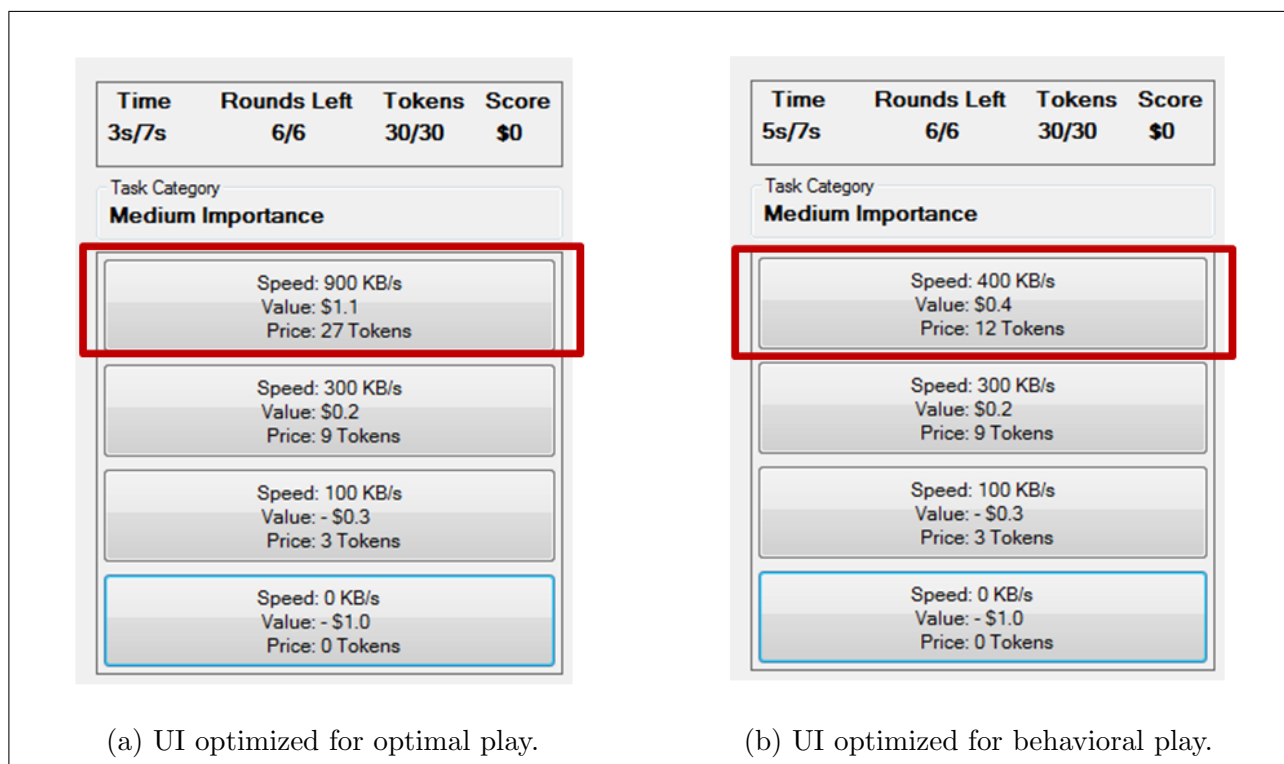 Time Rounds Left Tokens Score
3s/7s 6/6 30/30 $0
Task Category
Medium Importance
Speed: 900 KB/s
Value: $1.1
Price: 27 Tokens
Speed: 300 KB/s
Value: $0.2
Price: 9 Tokens
Speed: 100 KB/s
Value: - $0.3
Price: 3 Tokens
Speed: 0 KB/s
Value: - $1.0
Price: 0 Tokens
(a) UI optimized for optimal play.
Time Rounds Left Tokens Score
5s/7s 6/6 30/30 $0
Task Category
Medium Importance
Speed: 400 KB/s
Value: $0.4
Price: 12 Tokens
Speed: 300 KB/s
Value: $0.2
Price: 9 Tokens
Speed: 100 KB/s
Value: - $0.3
Price: 3 Tokens
Speed: 0 KB/s
Value: - $1.0
Price: 0 Tokens
(b) UI optimized for behavioral play.